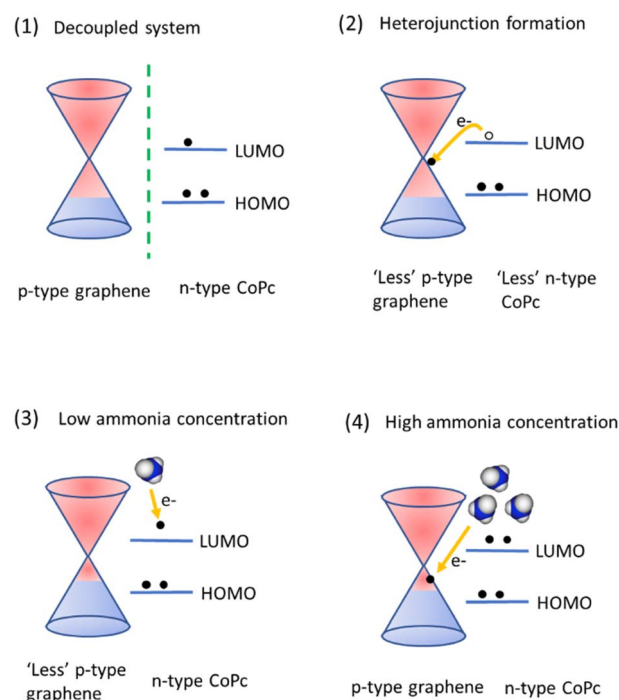 (1) Decoupled system
LUMO
HOMO
p-type graphene n-type CoPc
(2) Heterojunction formation
e-
LUMO
HOMO
‘Less’ p-type ‘Less’ n-type
graphene CoPc
(3) Low ammonia concentration
e-
LUMO
HOMO
‘Less’ p-type n-type CoPc
graphene
(4) High ammonia concentration
LUMO
e-
HOMO
p-type graphene n-type CoPc